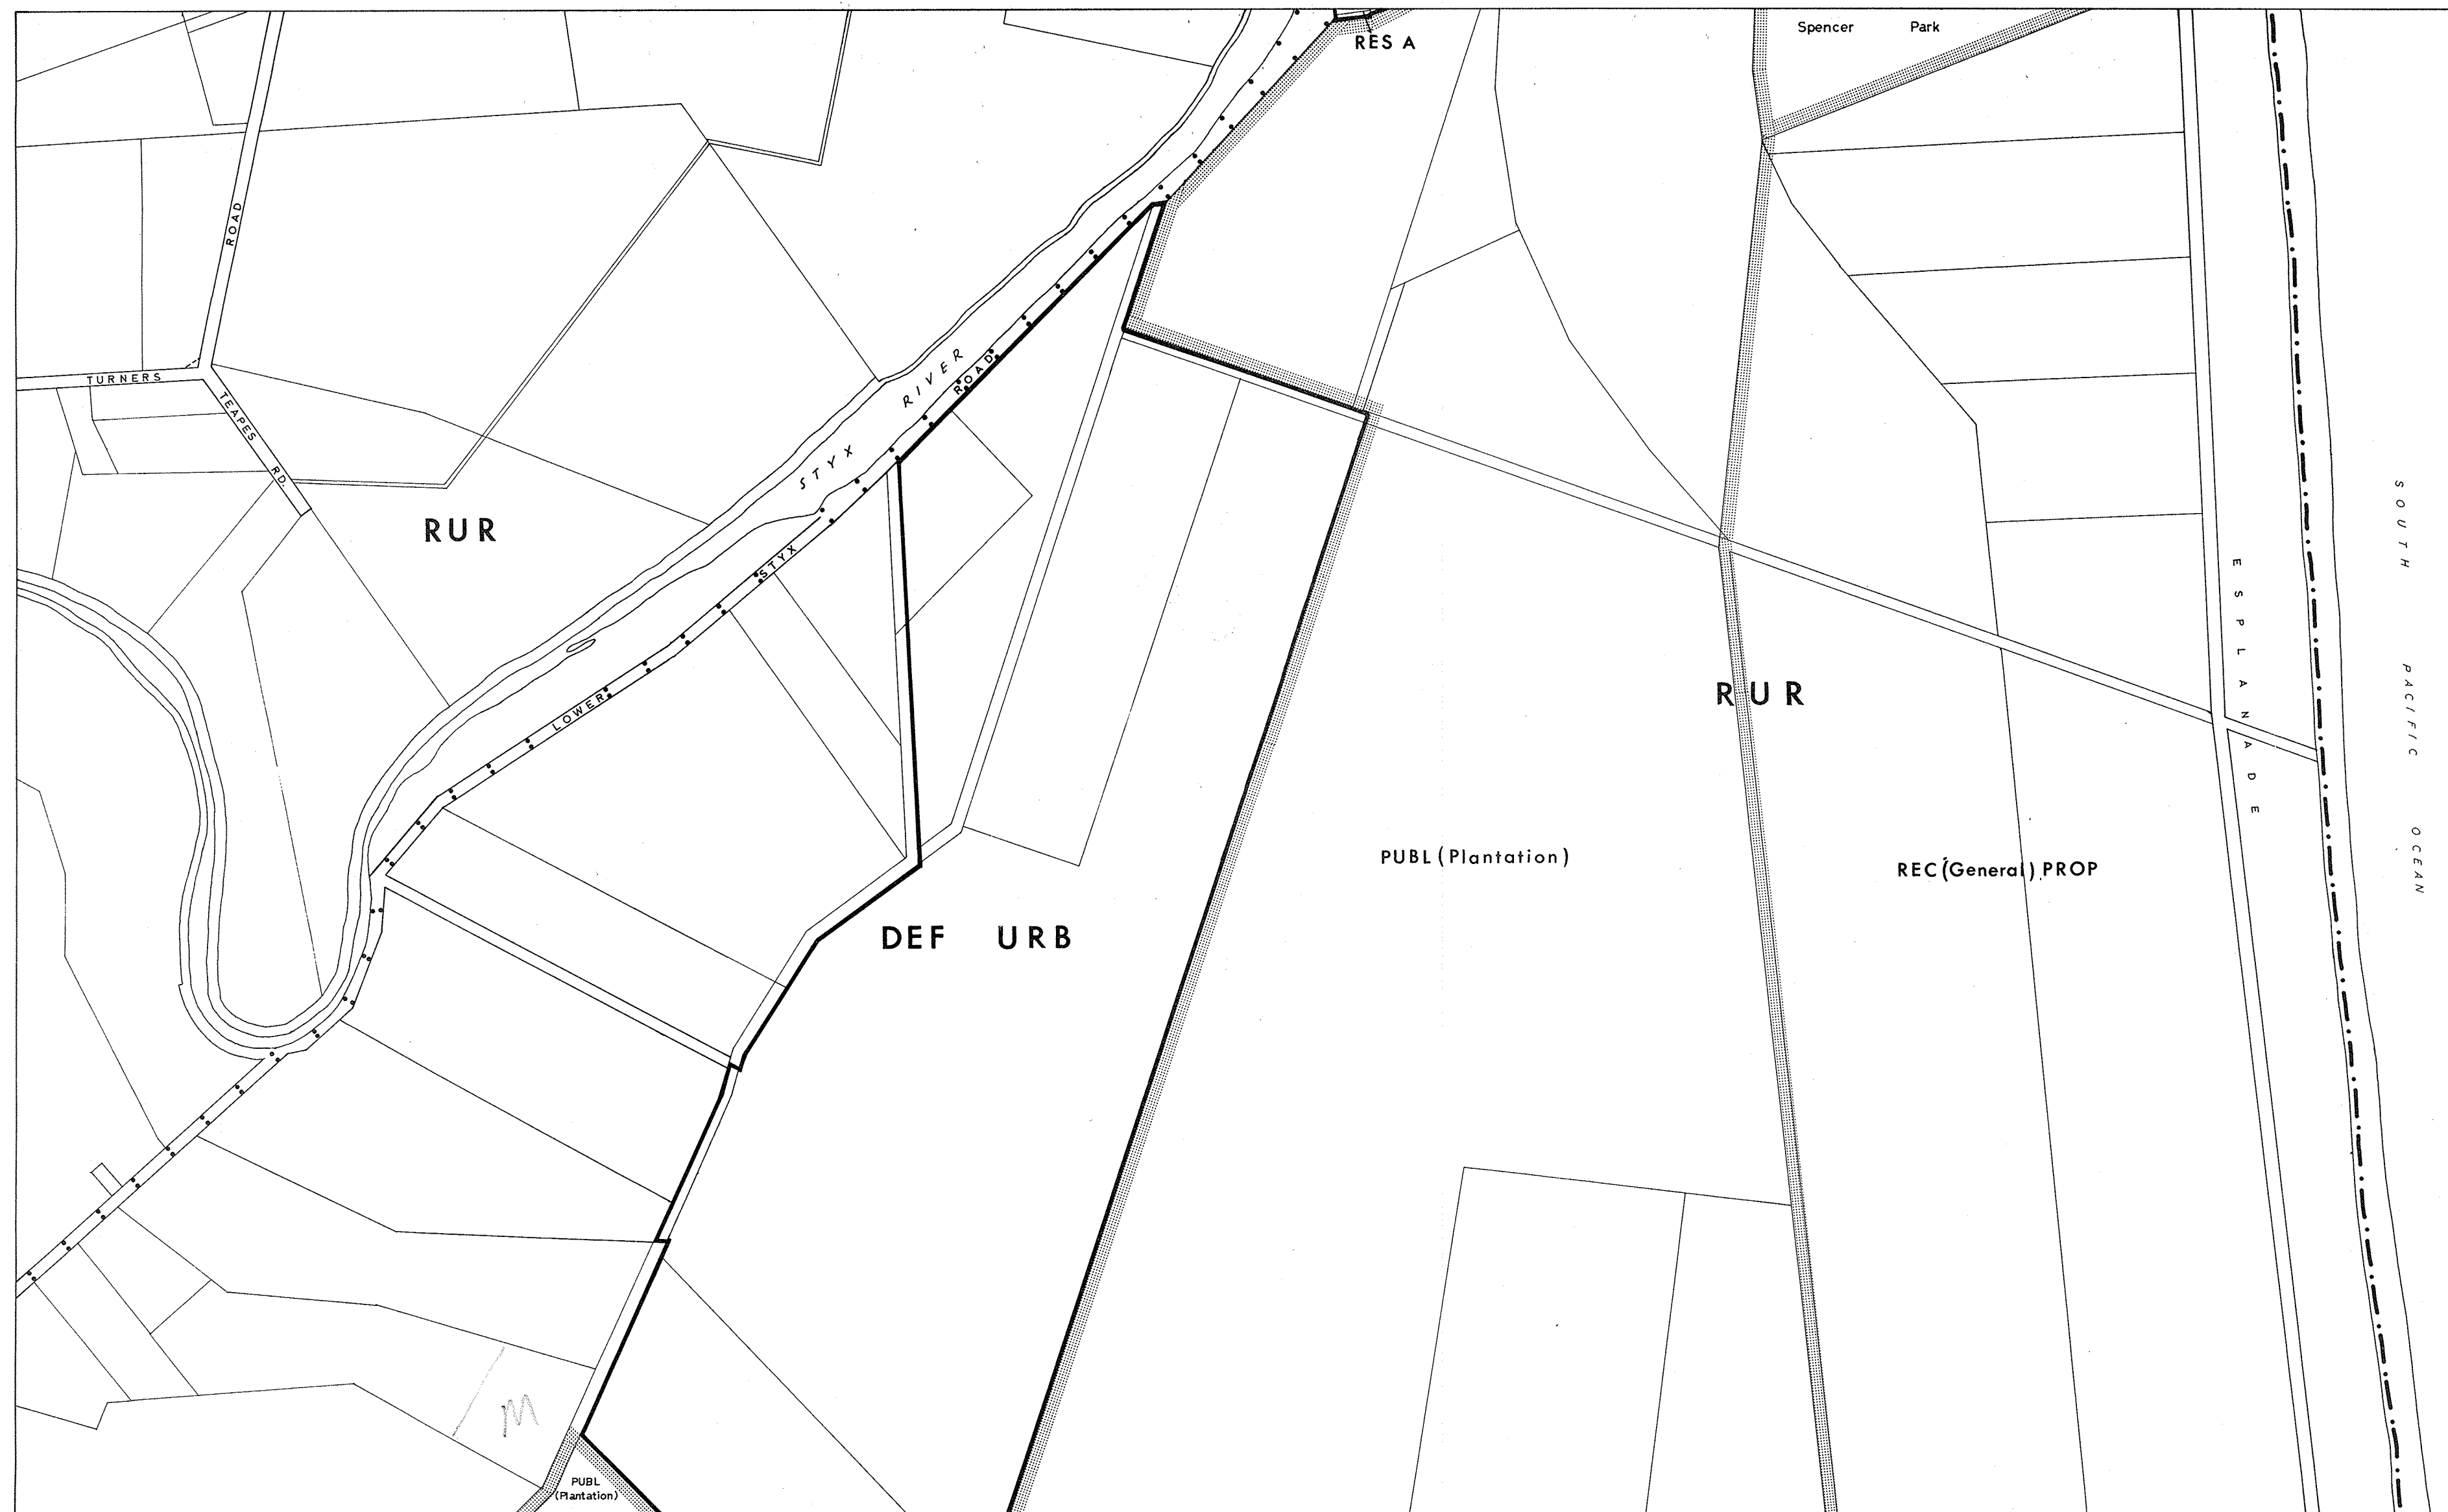 Spencer Park
RES A
ROAD
TURNERS
TEAPES RD.
STYX RIVER
LOWER STYX ROAD
RUR
RUR
ESPLANADE
SOUTH PACIFIC OCEAN
PUBL (Plantation)
REC (General) PROP
DEF URB
M
PUBL
(Plantation)